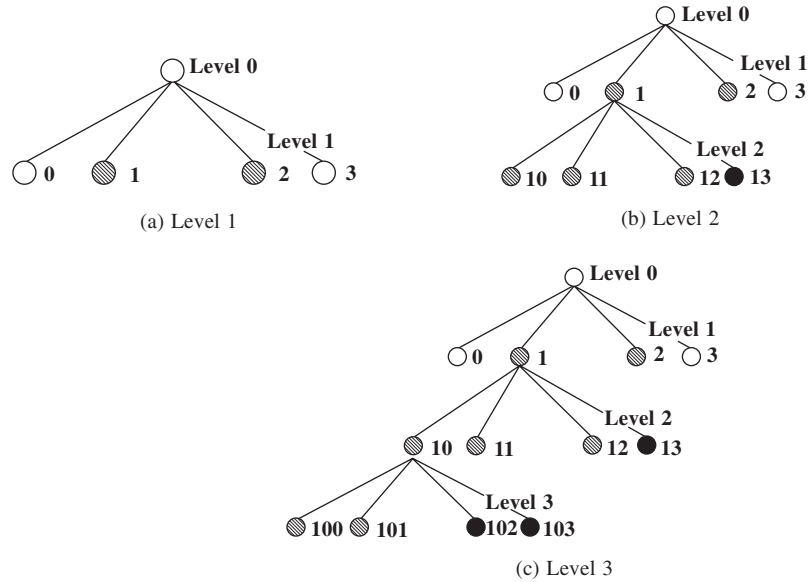 Level 0
Level 1
0 1 2 3
(a) Level 1
Level 0
Level 1
0 1 2 3
Level 2
10 11 12 13
(b) Level 2
Level 0
Level 1
0 1 2 3
Level 2
10 11 12 13
Level 3
100 101 102 103
(c) Level 3